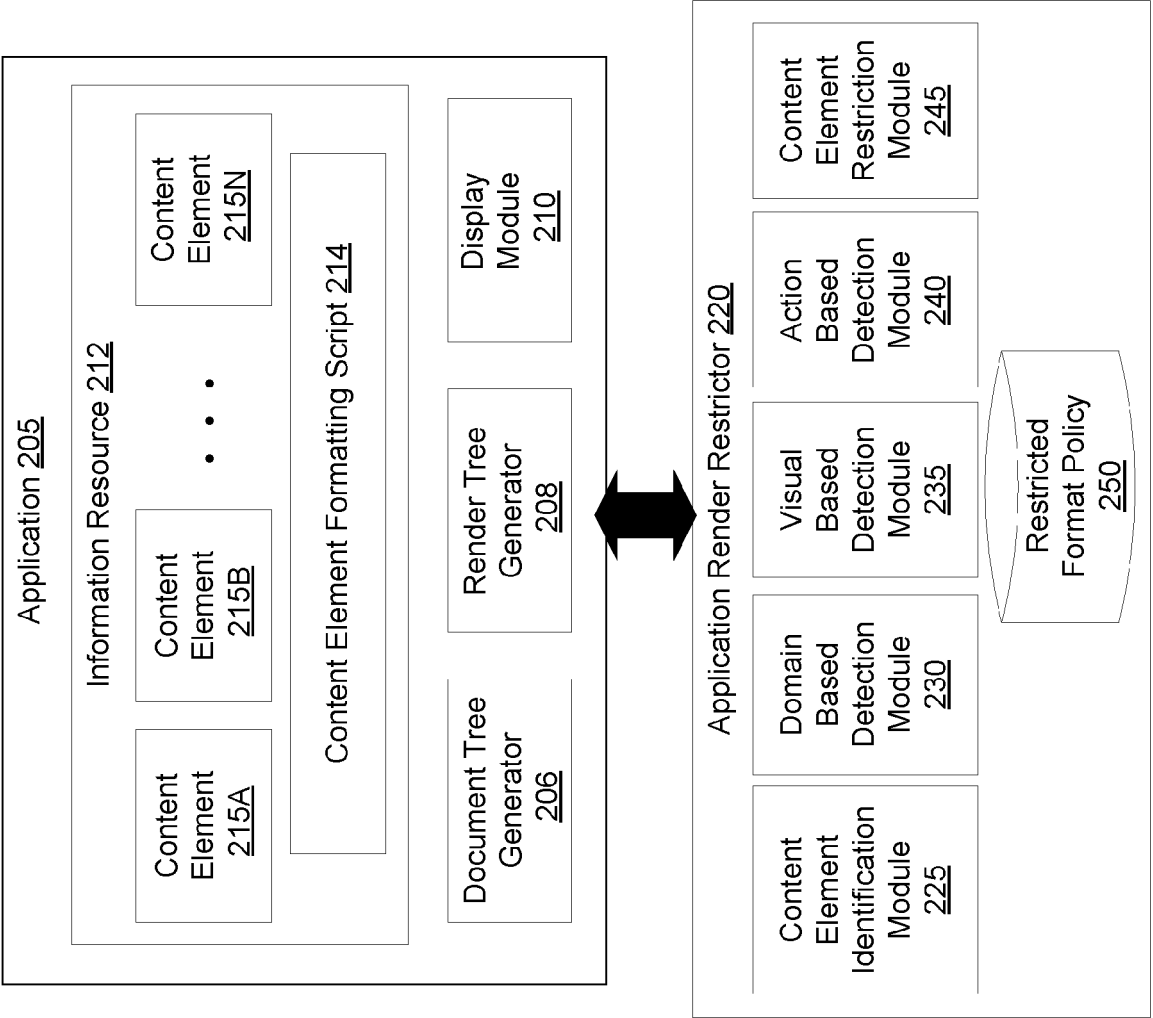 Application 205
Information Resource 212
Content
Element
215A
Content
Element
215B
• • •
Content
Element
215N
Content Element Formatting Script 214
Document Tree
Generator
206
Render Tree
Generator
208
Display
Module
210
Application Render Restrictor 220
Content
Element
Identification
Module
225
Domain
Based
Detection
Module
230
Visual
Based
Detection
Module
235
Action
Based
Detection
Module
240
Content
Element
Restriction
Module
245
Restricted
Format Policy
250